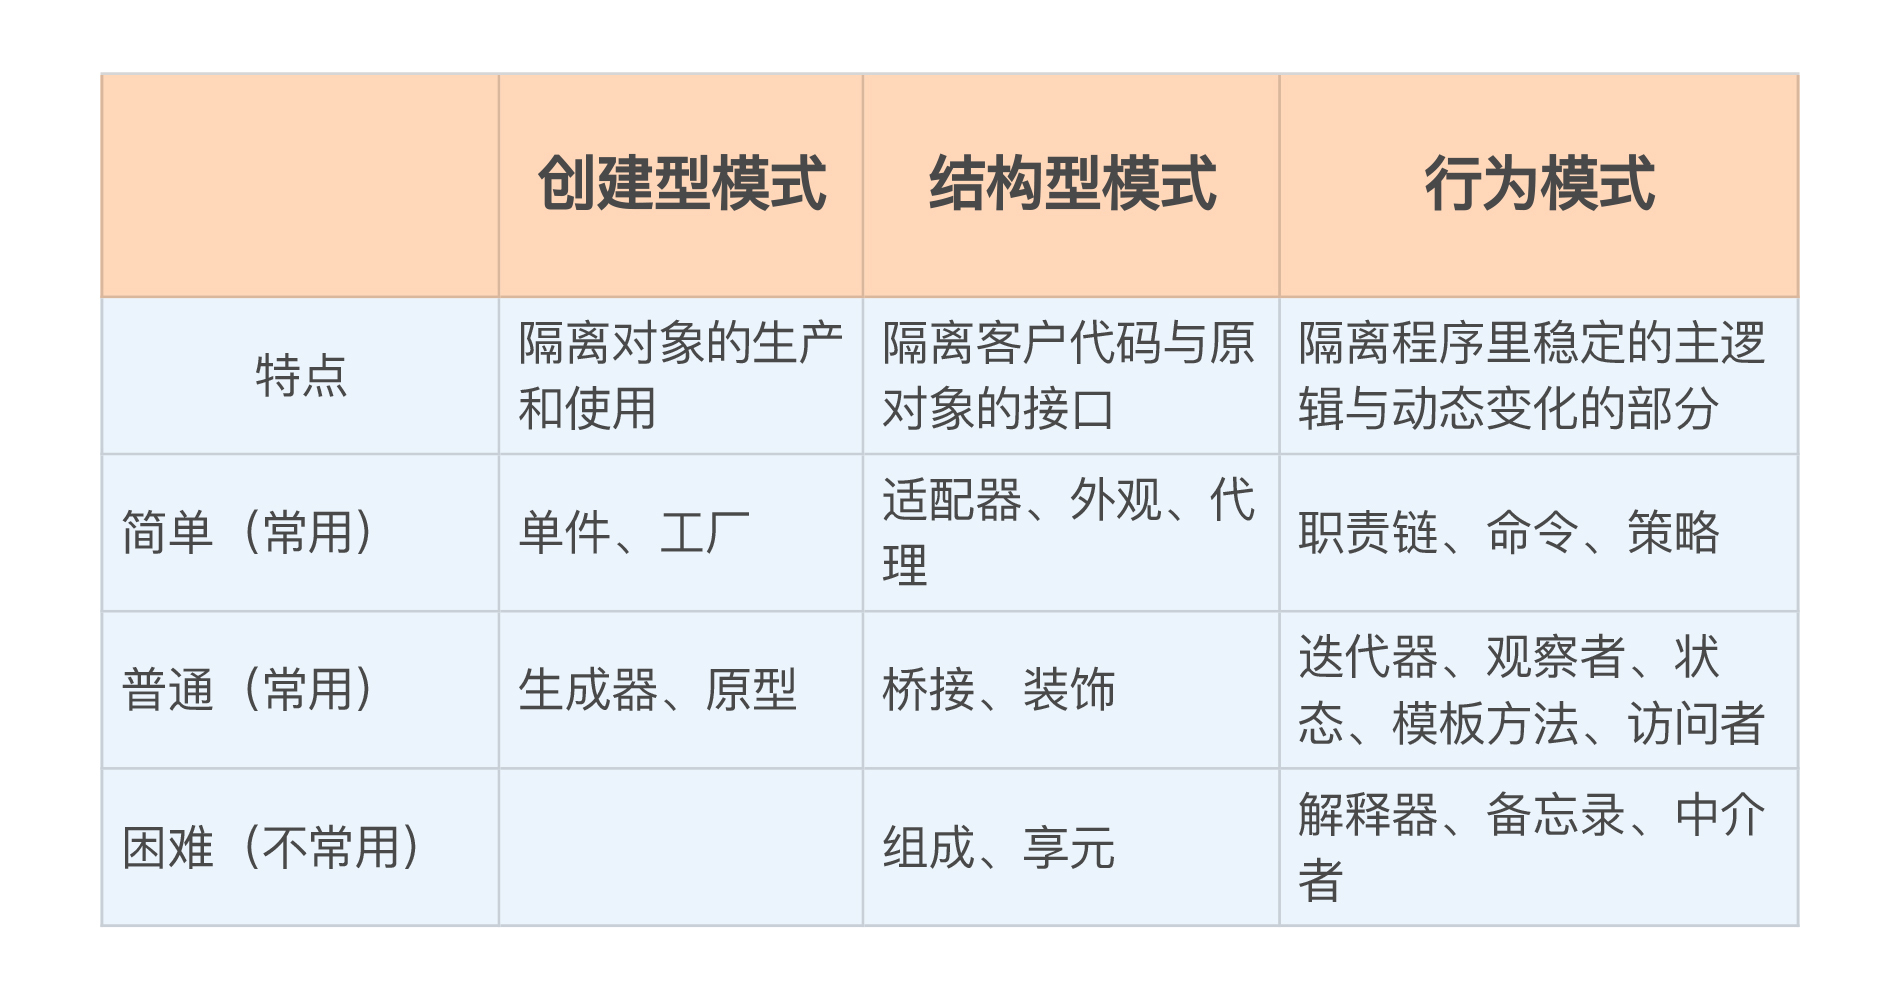 创建型模式
结构型模式
行为模式
特点
隔离对象的生产
和使用
隔离客户代码与原
对象的接口
隔离程序里稳定的主逻
辑与动态变化的部分
简单（常用）
单件、工厂
适配器、外观、代
理
职责链、命令、策略
普通（常用）
生成器、原型
桥接、装饰
迭代器、观察者、状
态、模板方法、访问者
困难（不常用）
组成、享元
解释器、备忘录、中介
者